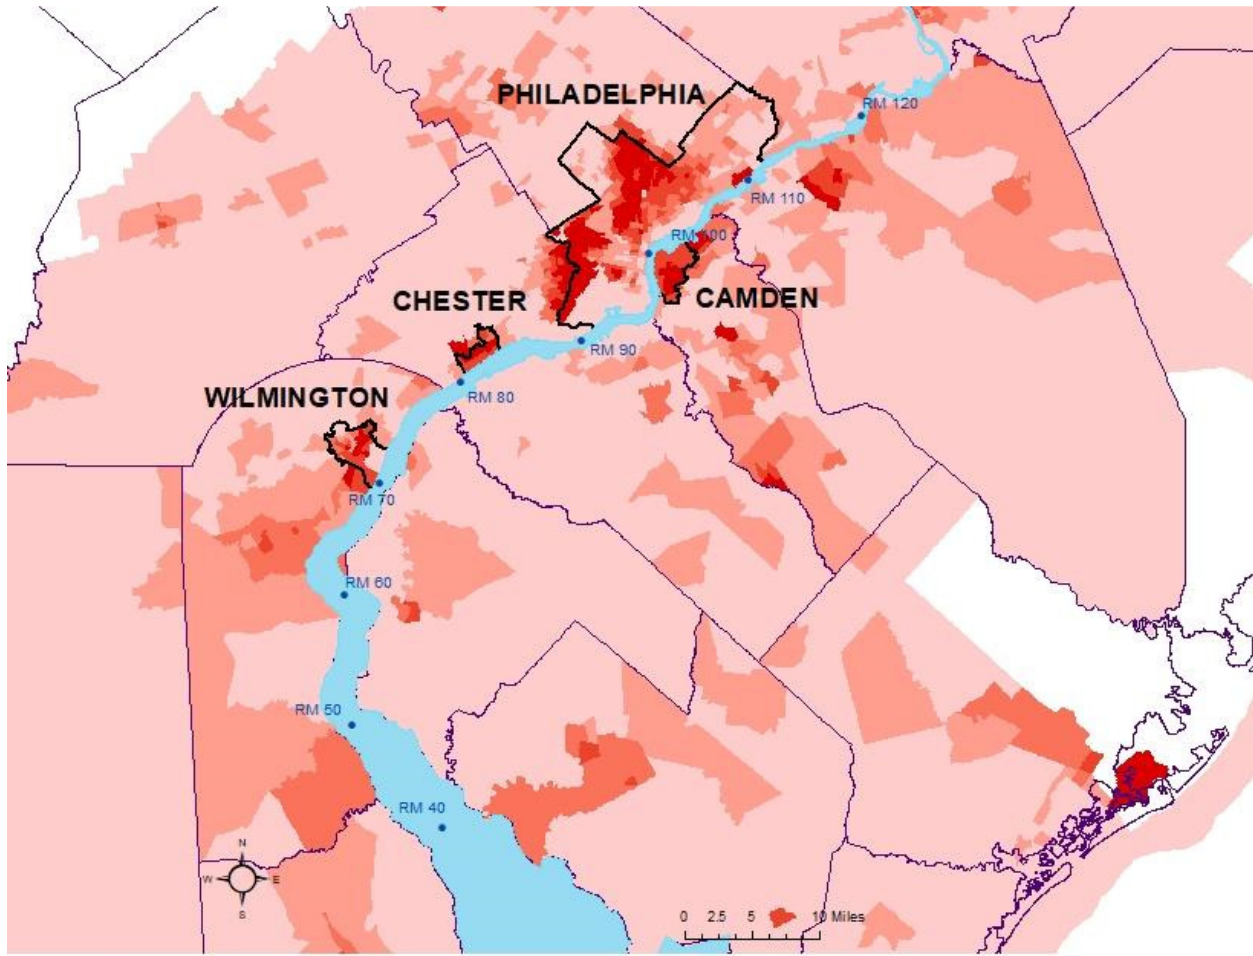 PHILADELPHIA
RM 120
RM 110
RM 100
CHESTER
CAMDEN
RM 90
WILMINGTON
RM 80
RM 70
RM 60
RM 50
RM 40
N
W E
S
0 2.5 5 10 Miles